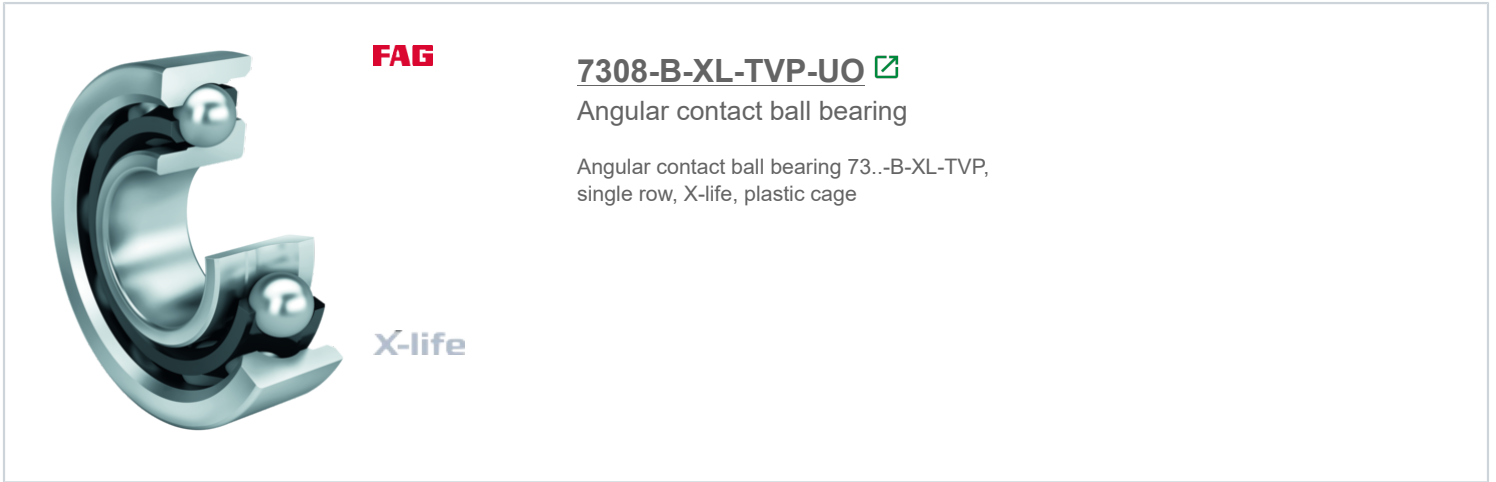 FAG
7308-B-XL-TVP-UO
Angular contact ball bearing
Angular contact ball bearing 73..-B-XL-TVP,
single row, X-life, plastic cage
X-life